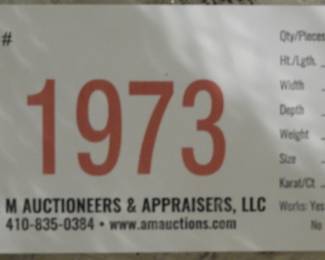 #
1973
M AUCTIONEERS & APPRAISERS, LLC
410-835-0384 • www.amauctions.com
Qty/Pieces
Ht./Lgth.
Width
Depth
Weight
Size
Karat/Ct
Works: Yes
No